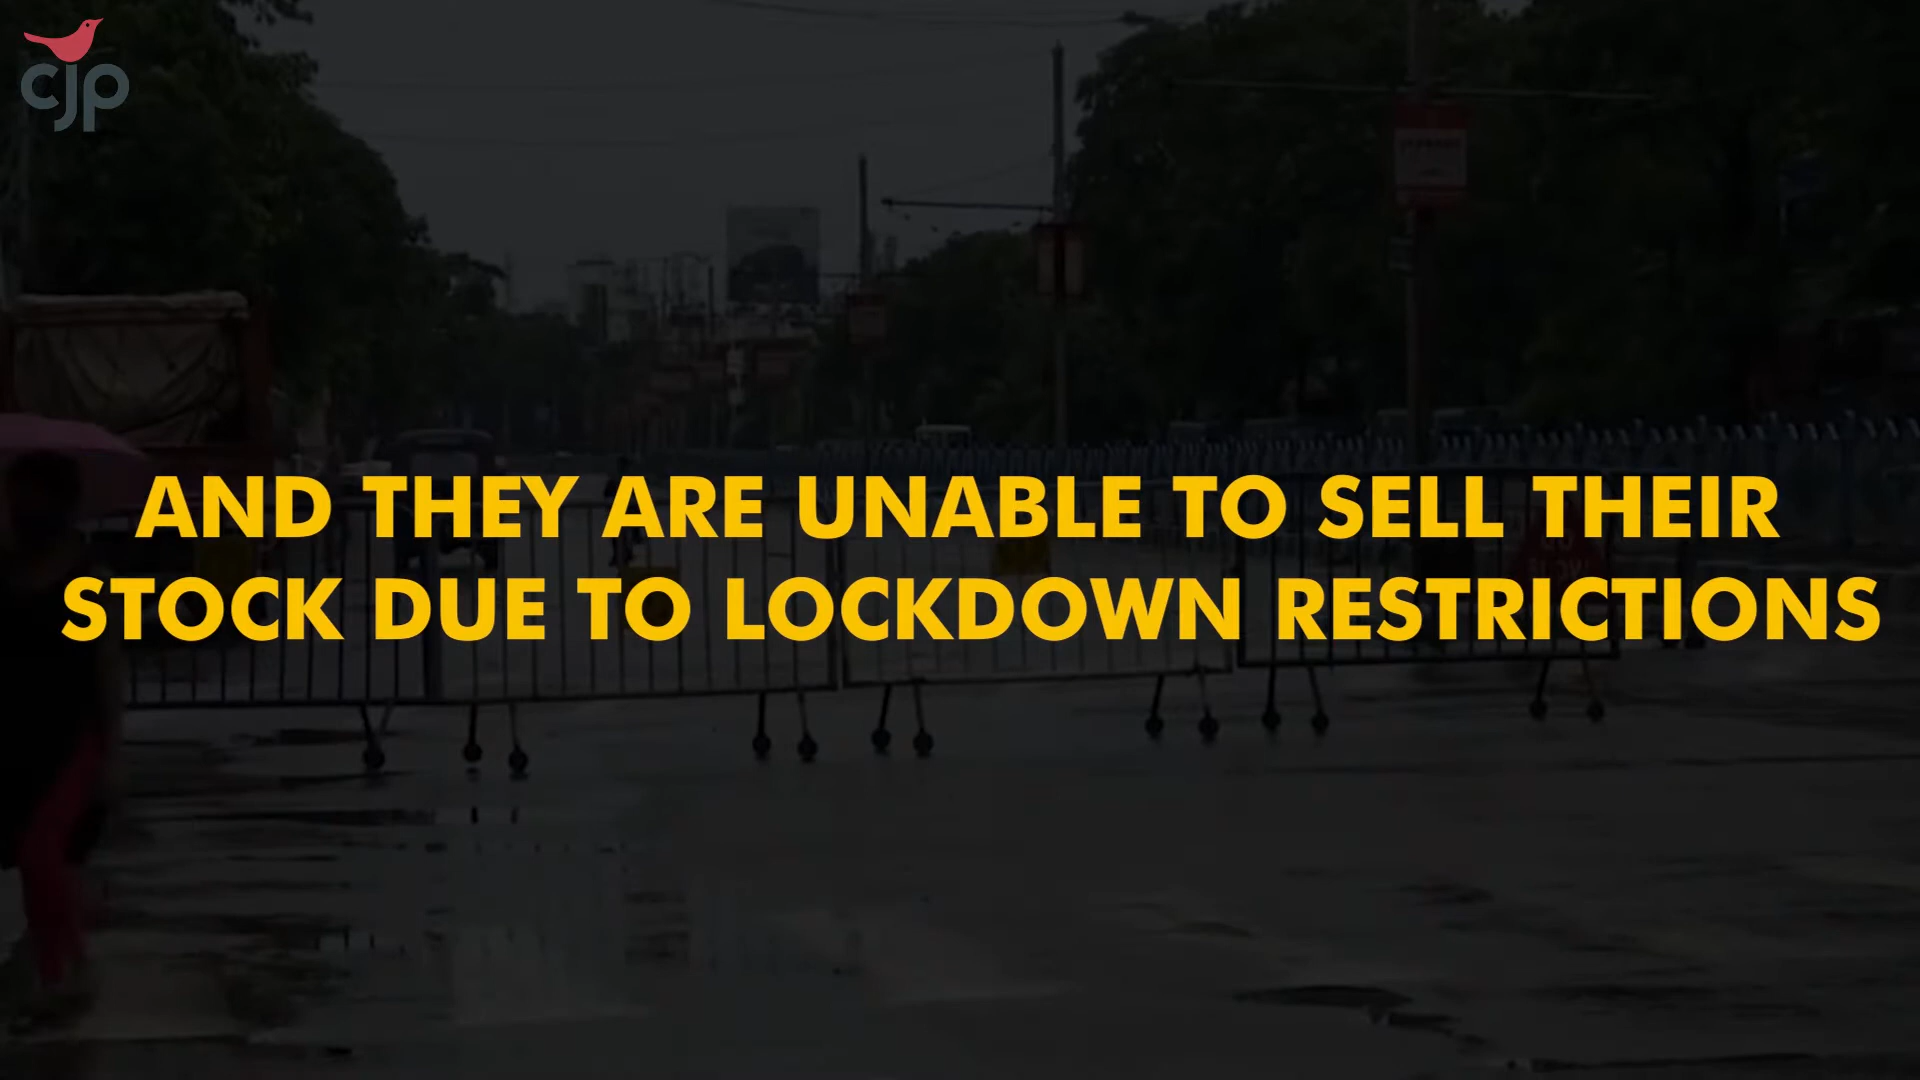 cjp
AND THEY ARE UNABLE TO SELL THEIR
STOCK DUE TO LOCKDOWN RESTRICTIONS